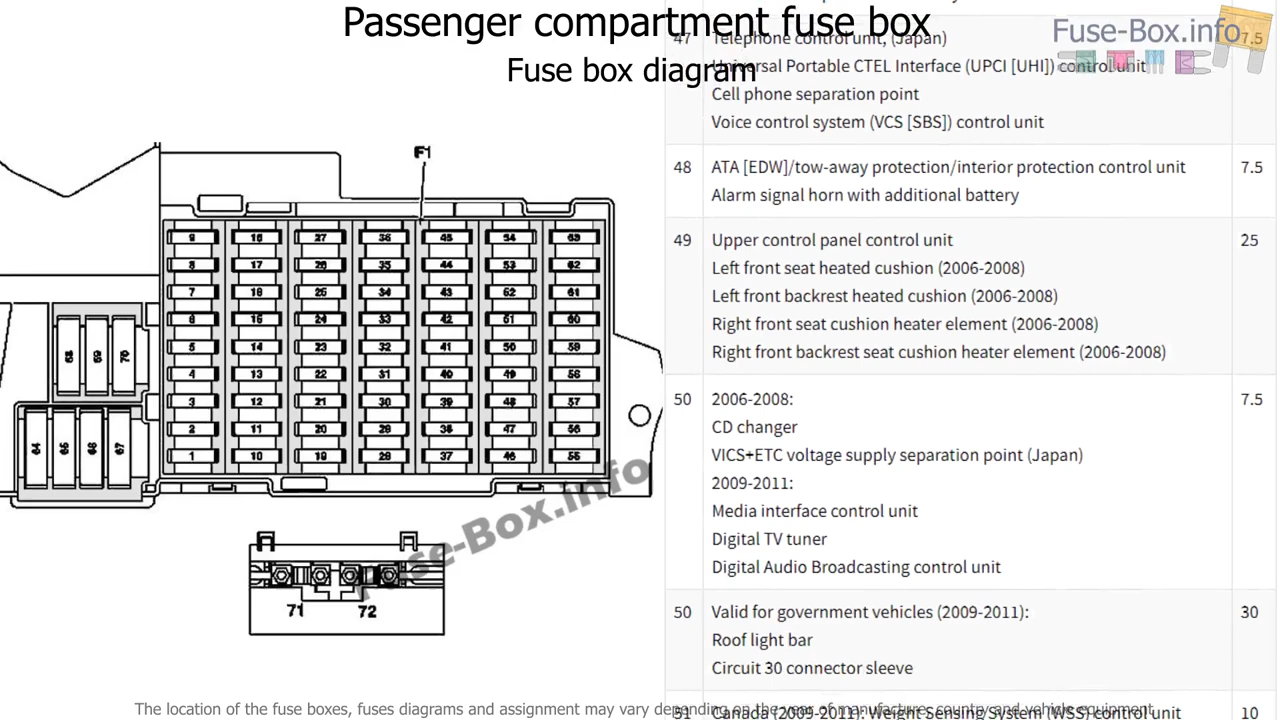 Passenger compartment fuse box
Fuse box diagram
Fuse-Box.info
47 Telephone control unit, (Japan) 7.5
Universal Portable CTEL Interface (UPCI [UHI]) control unit
Cell phone separation point
Voice control system (VCS [SBS]) control unit
48 ATA [EDW]/tow-away protection/interior protection control unit 7.5
Alarm signal horn with additional battery
49 Upper control panel control unit 25
Left front seat heated cushion (2006-2008)
Left front backrest heated cushion (2006-2008)
Right front seat cushion heater element (2006-2008)
Right front backrest seat cushion heater element (2006-2008)
50 2006-2008: 7.5
CD changer
VICS+ETC voltage supply separation point (Japan)
2009-2011:
Media interface control unit
Digital TV tuner
Digital Audio Broadcasting control unit
50 Valid for government vehicles (2009-2011): 30
Roof light bar
Circuit 30 connector sleeve
51 Canada (2009-2011): Weight Sensing System (WSS) control unit 10
F1
9 27 36 45 54 63
8 17 26 35 44 53 62
7 25 34 43 52 61
6 24 33 42 51 60
5 14 23 32 41 50 59
4 13 22 31 40 49
3 12 21 30 39 48 57
2 11 20 29 38 47 56
1 10 19 28 37 46 55
68 69 70
64 65 66 67
71 72
Fuse-Box.info
The location of the fuse boxes, fuses diagrams and assignment may vary depending on the year of manufacture, country and vehicle equipment